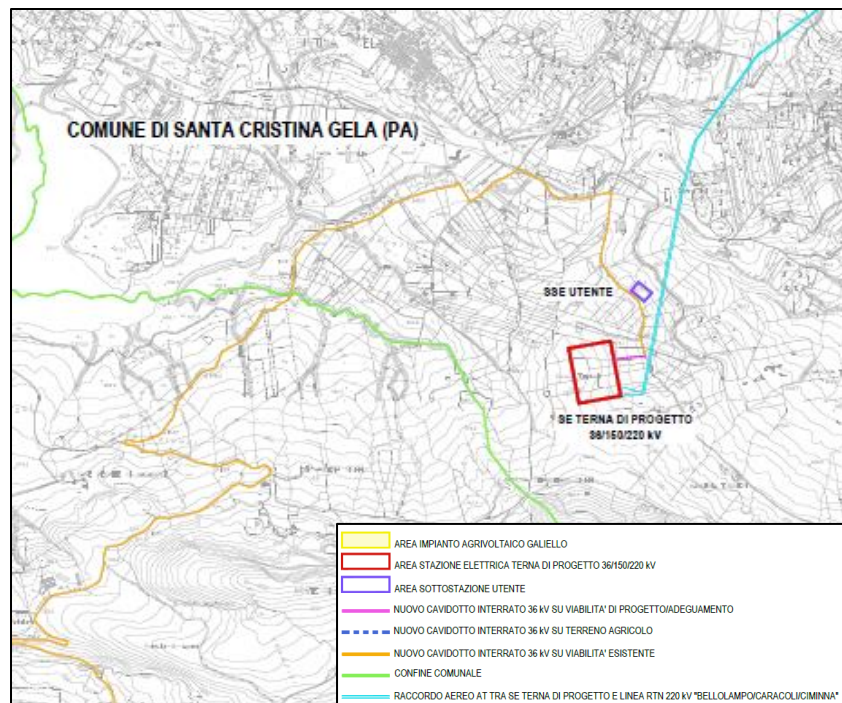 COMUNE DI SANTA CRISTINA GELA (PA)
SSE UTENTE
SE TERNA DI PROGETTO
36/150/220 kV
AREA IMPIANTO AGRIVOLTAICO GALIELLO
AREA STAZIONE ELETTRICA TERNA DI PROGETTO 36/150/220 kV
AREA SOTTOSTAZIONE UTENTE
NUOVO CAVIDOTTO INTERRATO 36 kV SU VIABILITA' DI PROGETTO/ADEGUAMENTO
NUOVO CAVIDOTTO INTERRATO 36 kV SU TERRENO AGRICOLO
NUOVO CAVIDOTTO INTERRATO 36 kV SU VIABILITA' ESISTENTE
CONFINE COMUNALE
RACCORDO AEREO AT TRA SE TERNA DI PROGETTO E LINEA RTN 220 kV "BELLOLAMPO/CARACOLI/CIMINNA"